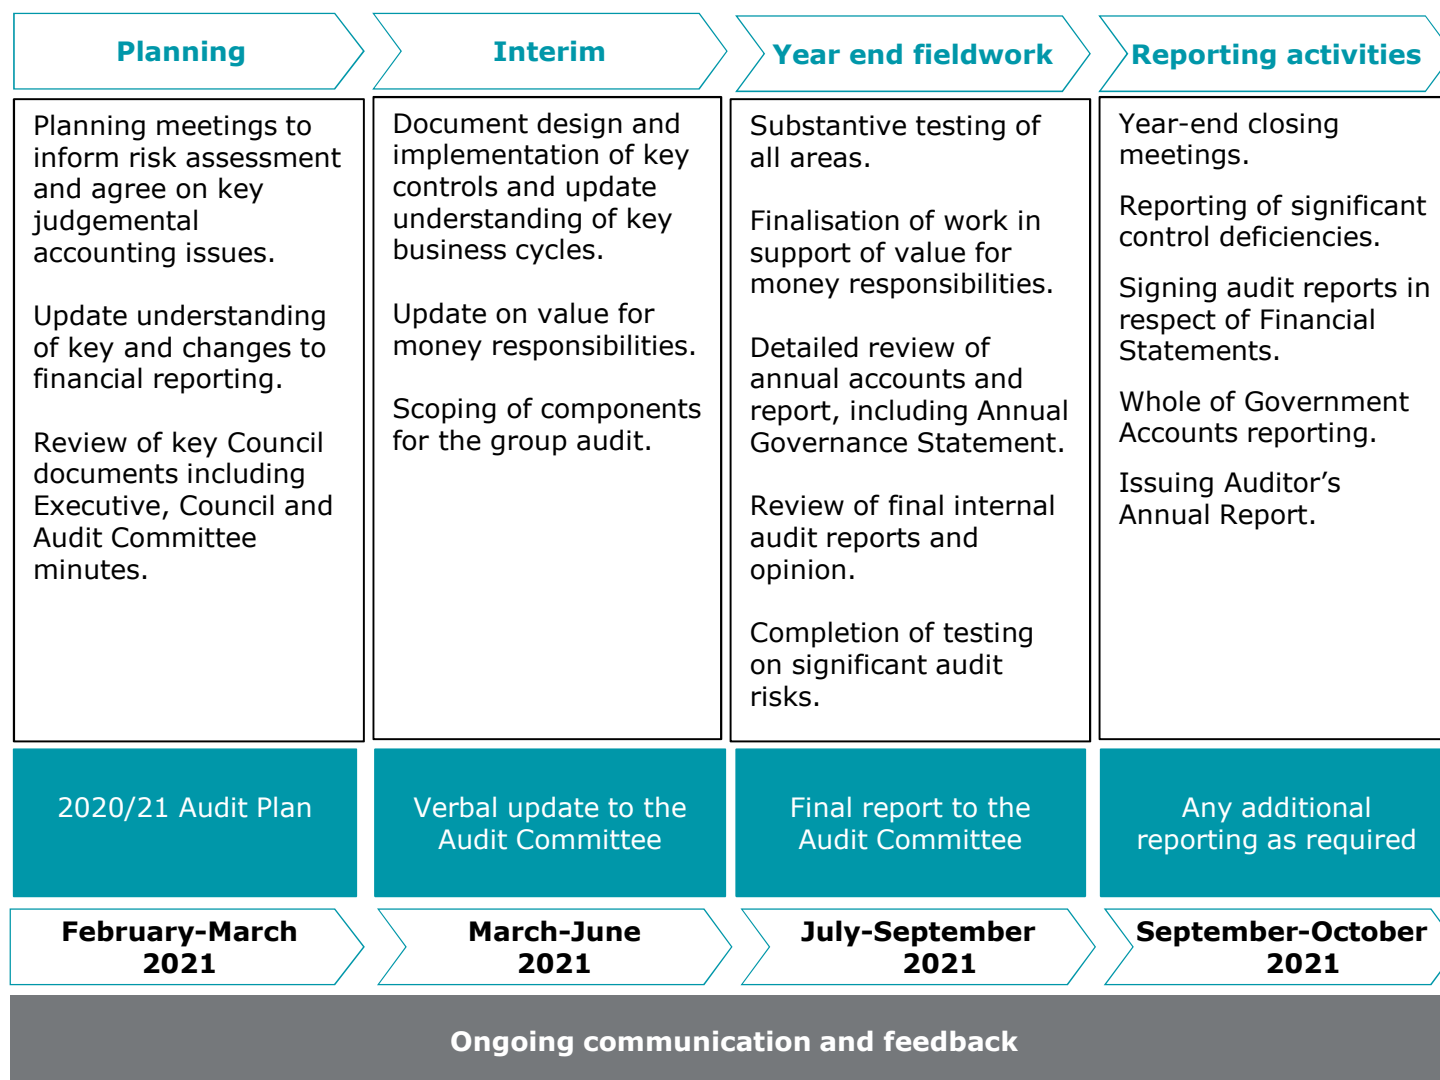 Planning
Interim
Year end fieldwork
Reporting activities
Planning meetings to
inform risk assessment
and agree on key
judgemental
accounting issues.
Update understanding
of key and changes to
financial reporting.
Review of key Council
documents including
Executive, Council and
Audit Committee
minutes.
Document design and
implementation of key
controls and update
understanding of key
business cycles.
Update on value for
money responsibilities.
Scoping of components
for the group audit.
Substantive testing of
all areas.
Finalisation of work in
support of value for
money responsibilities.
Detailed review of
annual accounts and
report, including Annual
Governance Statement.
Review of final internal
audit reports and
opinion.
Completion of testing
on significant audit
risks.
Year-end closing
meetings.
Reporting of significant
control deficiencies.
Signing audit reports in
respect of Financial
Statements.
Whole of Government
Accounts reporting.
Issuing Auditor’s
Annual Report.
2020/21 Audit Plan
Verbal update to the
Audit Committee
Final report to the
Audit Committee
Any additional
reporting as required
February-March
2021
March-June
2021
July-September
2021
September-October
2021
Ongoing communication and feedback